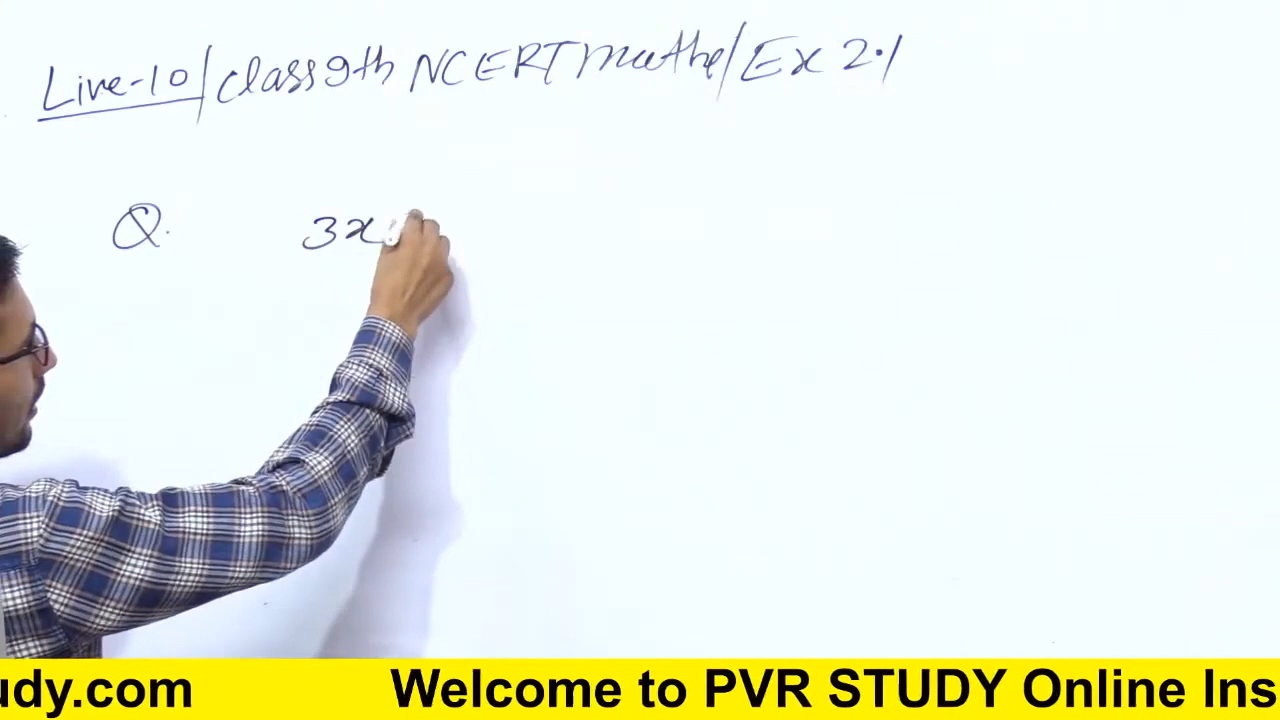 Live-10/class 9th NCERT maths/Ex 2.1
Q. 3x
udy.com Welcome to PVR STUDY Online Ins